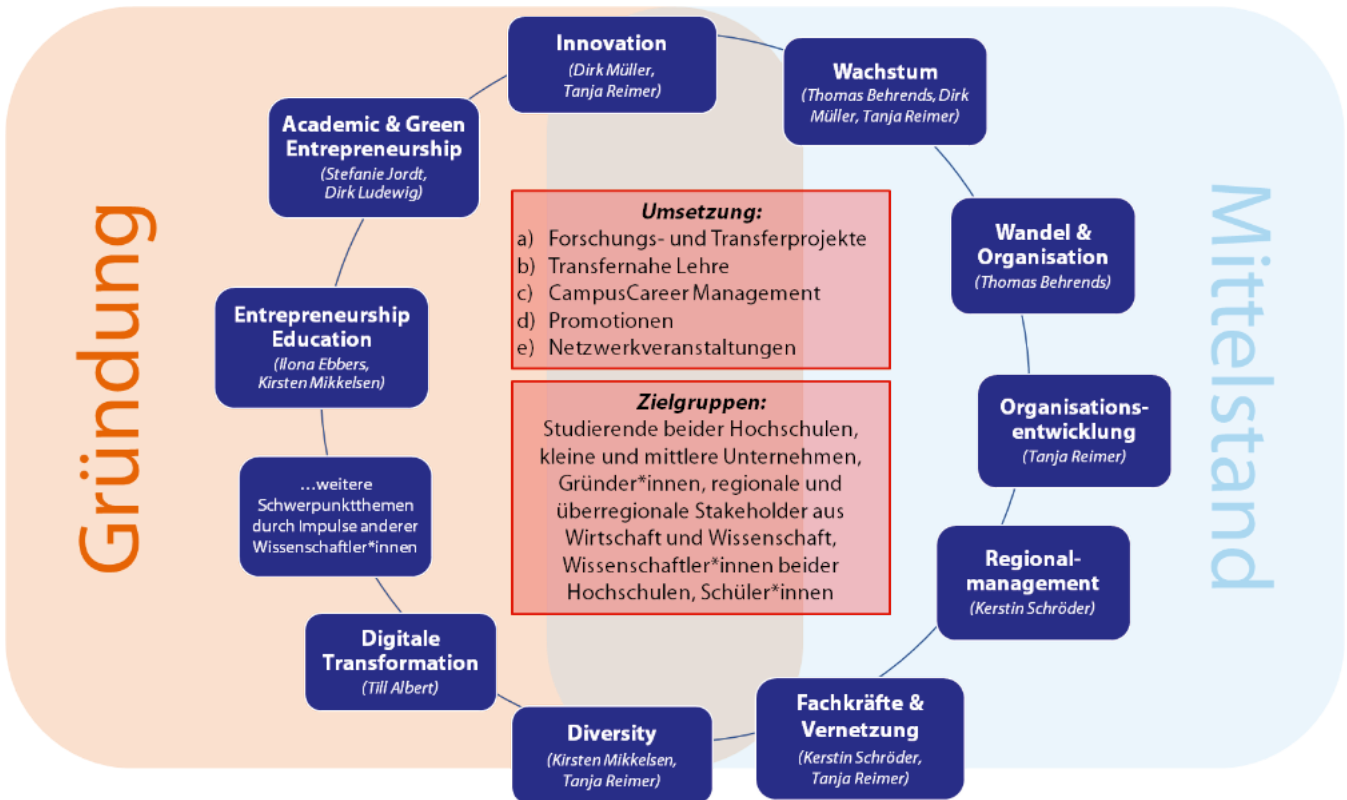 Gründung
Mittelstand
Innovation
(Dirk Müller,
Tanja Reimer)
Wachstum
(Thomas Behrends, Dirk
Müller, Tanja Reimer)
Wandel &
Organisation
(Thomas Behrends)
Organisations-
entwicklung
(Tanja Reimer)
Regional-
management
(Kerstin Schröder)
Fachkräfte &
Vernetzung
(Kerstin Schröder,
Tanja Reimer)
Diversity
(Kirsten Mikkelsen,
Tanja Reimer)
Digitale
Transformation
(Till Albert)
...weitere
Schwerpunktthemen
durch Impulse anderer
Wissenschaftler*innen
Entrepreneurship
Education
(Ilona Ebbers,
Kirsten Mikkelsen)
Academic & Green
Entrepreneurship
(Stefanie Jordt,
Dirk Ludewig)
Umsetzung:
a) Forschungs- und Transferprojekte
b) Transfernahe Lehre
c) CampusCareer Management
d) Promotionen
e) Netzwerkveranstaltungen
Zielgruppen:
Studierende beider Hochschulen,
kleine und mittlere Unternehmen,
Gründer*innen, regionale und
überregionale Stakeholder aus
Wirtschaft und Wissenschaft,
Wissenschaftler*innen beider
Hochschulen, Schüler*innen